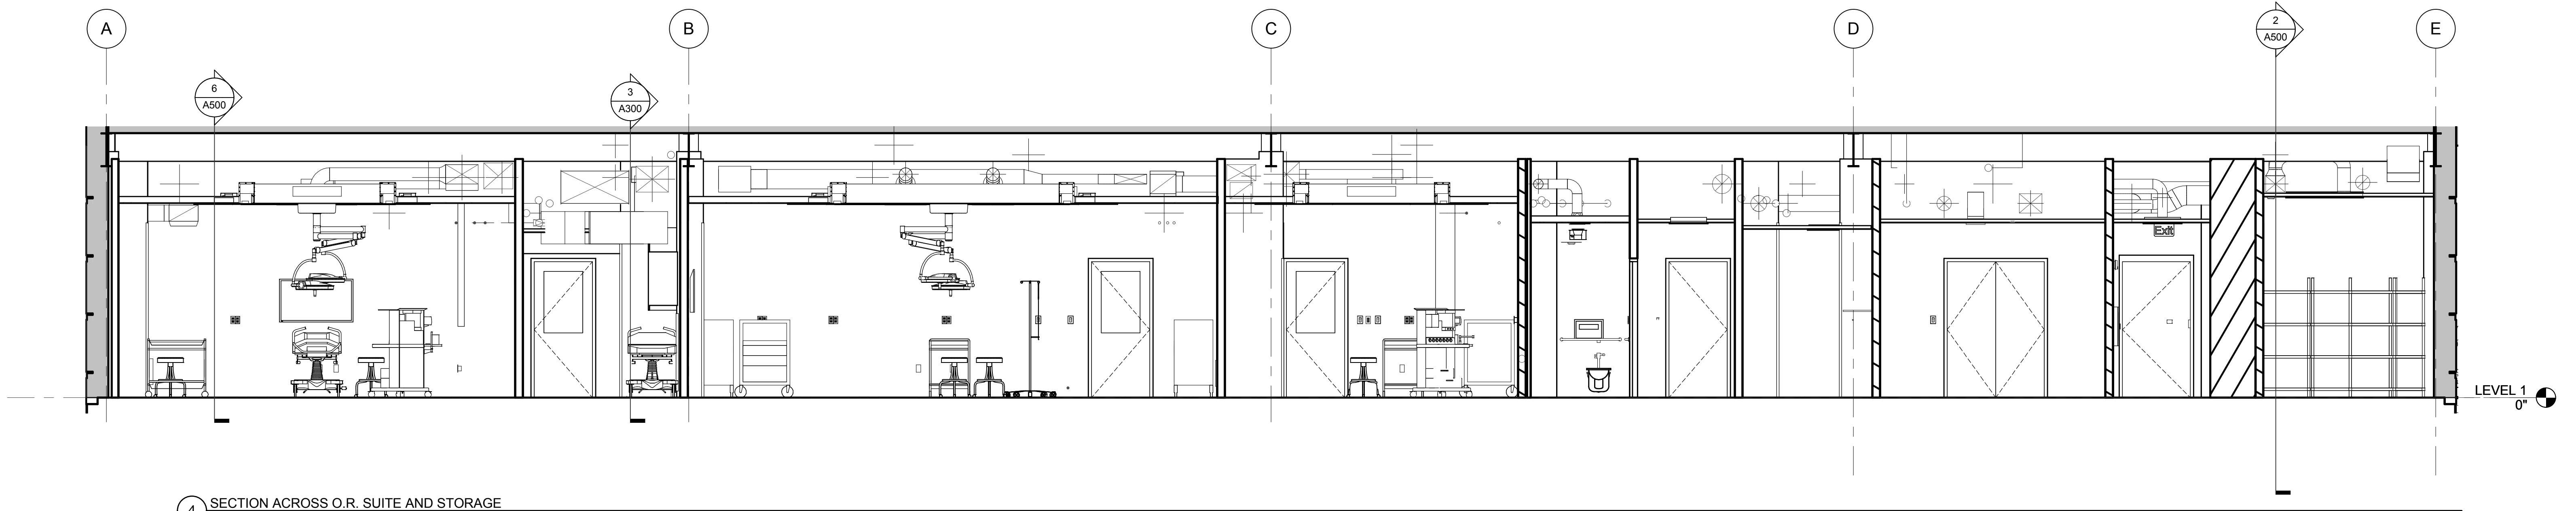 A
B
C
D
2
A500
E
6
A500
3
A300
Exit
LEVEL 1
0"
4
SECTION ACROSS O.R. SUITE AND STORAGE